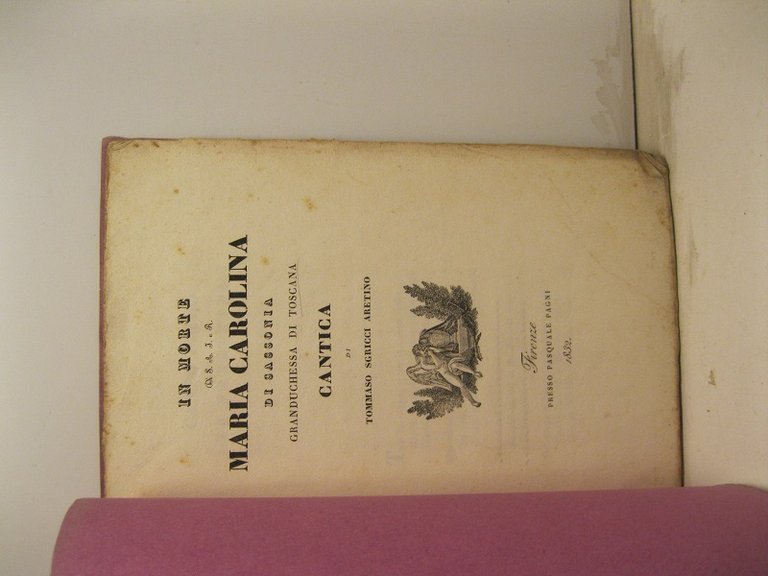 IN MORTE
DI S. A. I. e R.
MARIA CAROLINA
DI SASSONIA
GRANDUCHESSA DI TOSCANA
CANTICA
DI
TOMMASO SGRICCI ARETINO
Firenze
PRESSO PASQUALE PAGNI
1832.